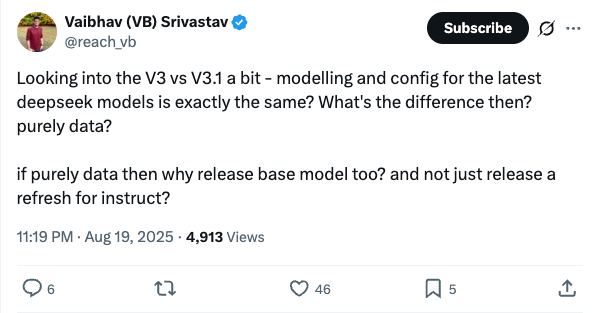 Vaibhav (VB) Srivastav
Subscribe
@reach_vb
Looking into the V3 vs V3.1 a bit - modelling and config for the latest
deepseek models is exactly the same? What's the difference then?
purely data?
if purely data then why release base model too? and not just release a
refresh for instruct?
11:19 PM · Aug 19, 2025 · 4,913 Views
6
46
5